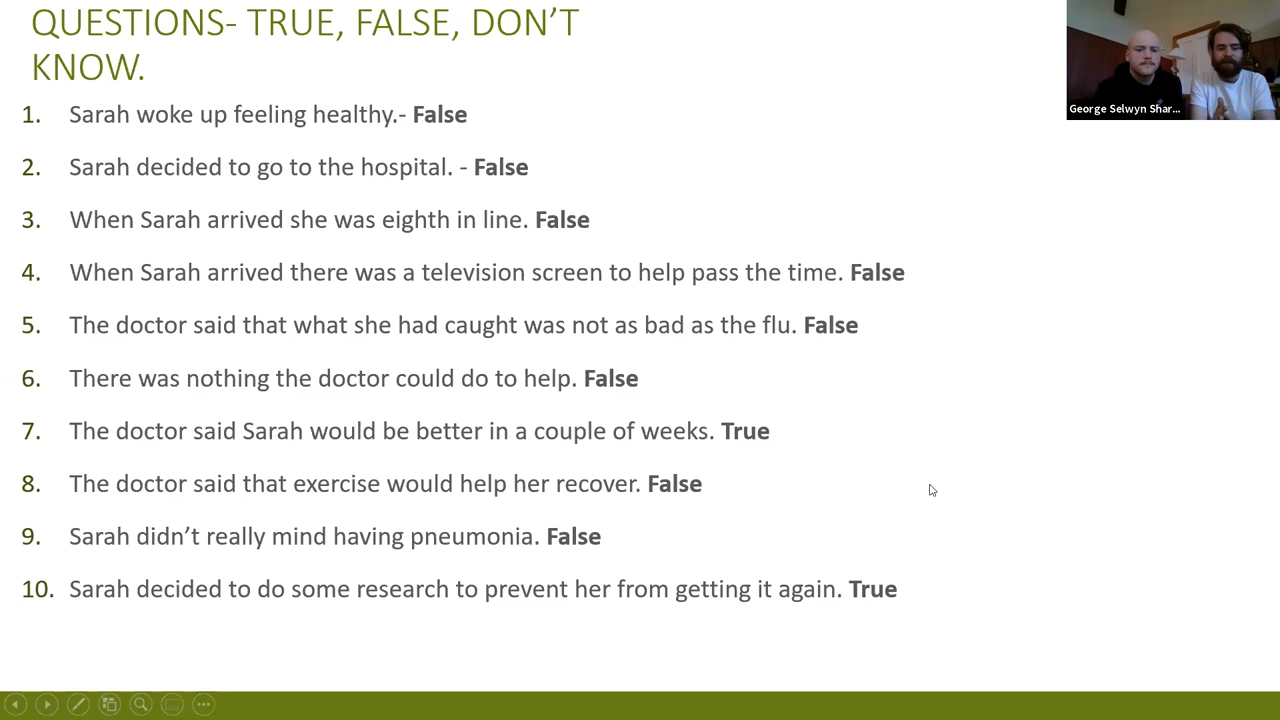 QUESTIONS- TRUE, FALSE, DON’T
KNOW.
1. Sarah woke up feeling healthy.- False
2. Sarah decided to go to the hospital. - False
3. When Sarah arrived she was eighth in line. False
4. When Sarah arrived there was a television screen to help pass the time. False
5. The doctor said that what she had caught was not as bad as the flu. False
6. There was nothing the doctor could do to help. False
7. The doctor said Sarah would be better in a couple of weeks. True
8. The doctor said that exercise would help her recover. False
9. Sarah didn’t really mind having pneumonia. False
10. Sarah decided to do some research to prevent her from getting it again. True
George Selwyn Shar...